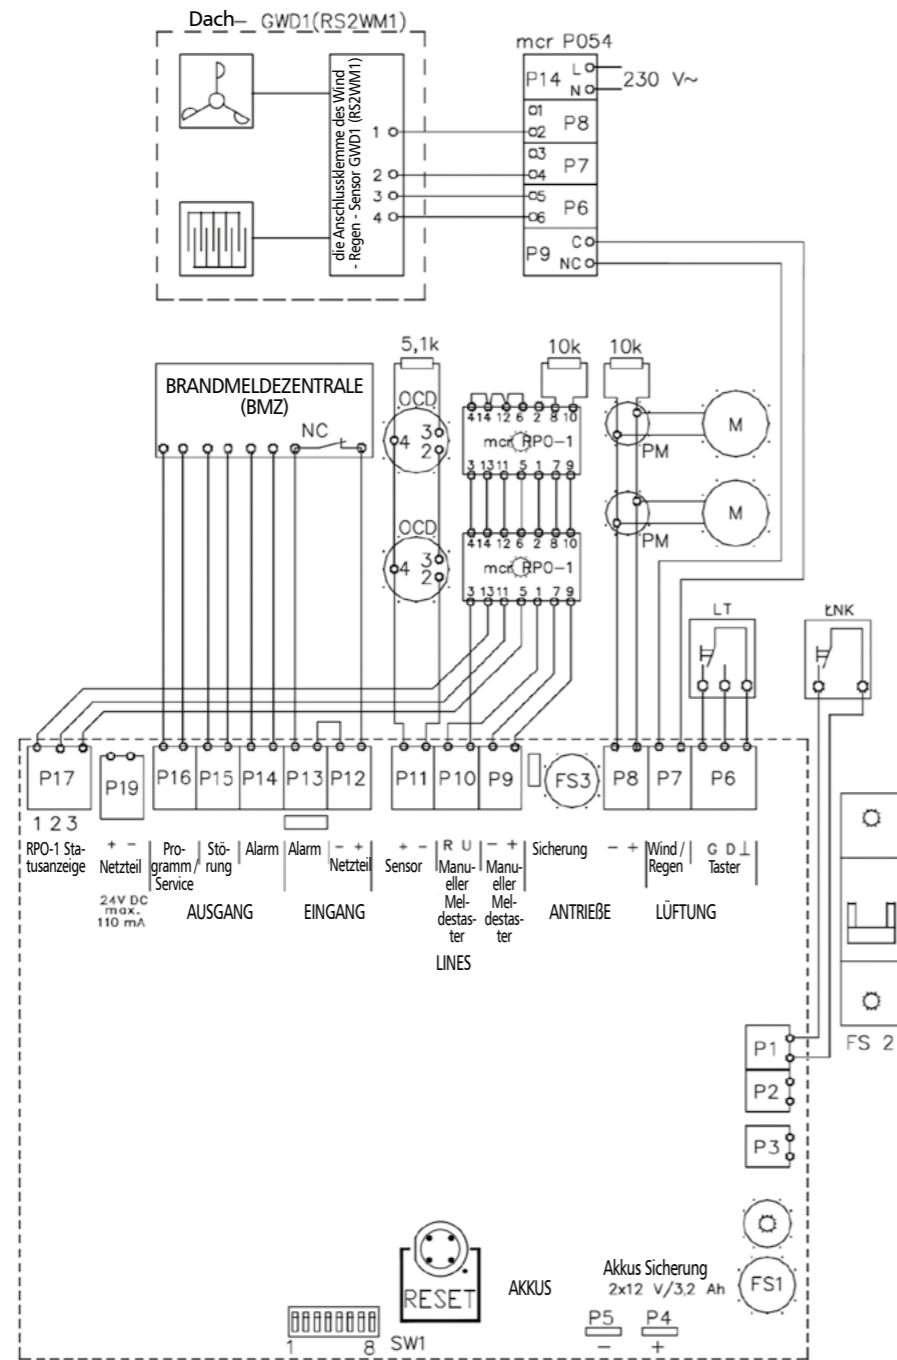 Dach- GWD1(RS2WM1)
mcr P054
die Anschlussklemme des Wind
- Regen - Sensor GWD1 (RS2WM1)
1
2
3
4
P14
L
N
230 V~
1
2
P8
3
4
P7
5
6
P6
P9
C
NC
5,1k
10k
10k
BRANDMELDEZENTRALE
(BMZ)
NC
OCD
4
3
2
OCD
4
3
2
4 14 12 6 2 8 10
mcr RPO-1
3 13 11 5 1 7 9
4 14 12 6 2 8 10
mcr RPO-1
3 13 11 5 1 7 9
M
PM
M
PM
LT
ŁNK
P17
P19
P16
P15
P14
P13
P12
P11
P10
P9
FS3
P8
P7
P6
1 2 3
RPO-1 Sta-
tusanzeige
+ -
Netzteil
24V DC
max.
110 mA
Pro-
gramm /
Service
Stö-
rung
Alarm
AUSGANG
Alarm
- +
Netzteil
EINGANG
+ -
Sensor
R U
Manu-
eller
Mel-
destas-
ter
- +
Manu-
eller
Mel-
destas-
ter
LINES
Sicherung
- +
ANTRIEßE
Wind /
Regen
G D ⊥
Taster
LÜFTUNG
FS 2
P1
P2
P3
RESET
AKKUS
Akkus Sicherung
2x12 V/3,2 Ah
FS1
P5
-
P4
+
1 8
SW1